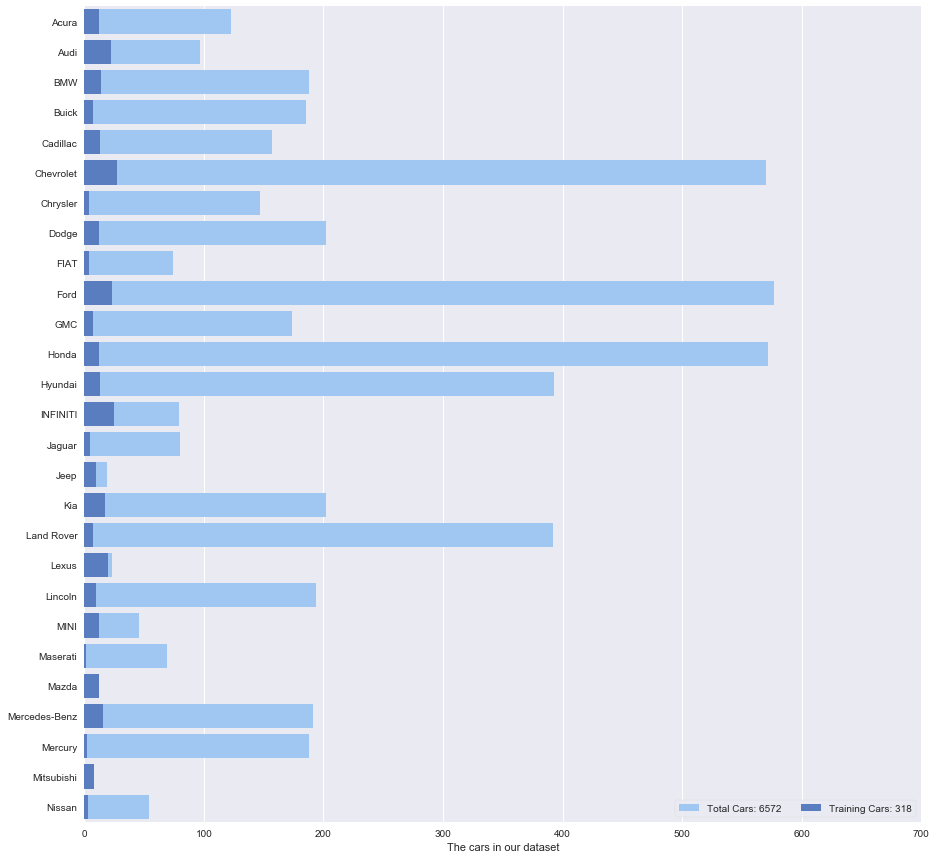 Acura
Audi
BMW
Buick
Cadillac
Chevrolet
Chrysler
Dodge
FIAT
Ford
GMC
Honda
Hyundai
INFINITI
Jaguar
Jeep
Kia
Land Rover
Lexus
Lincoln
MINI
Maserati
Mazda
Mercedes-Benz
Mercury
Mitsubishi
Nissan
Total Cars: 6572 Training Cars: 318
0 100 200 300 400 500 600 700
The cars in our dataset